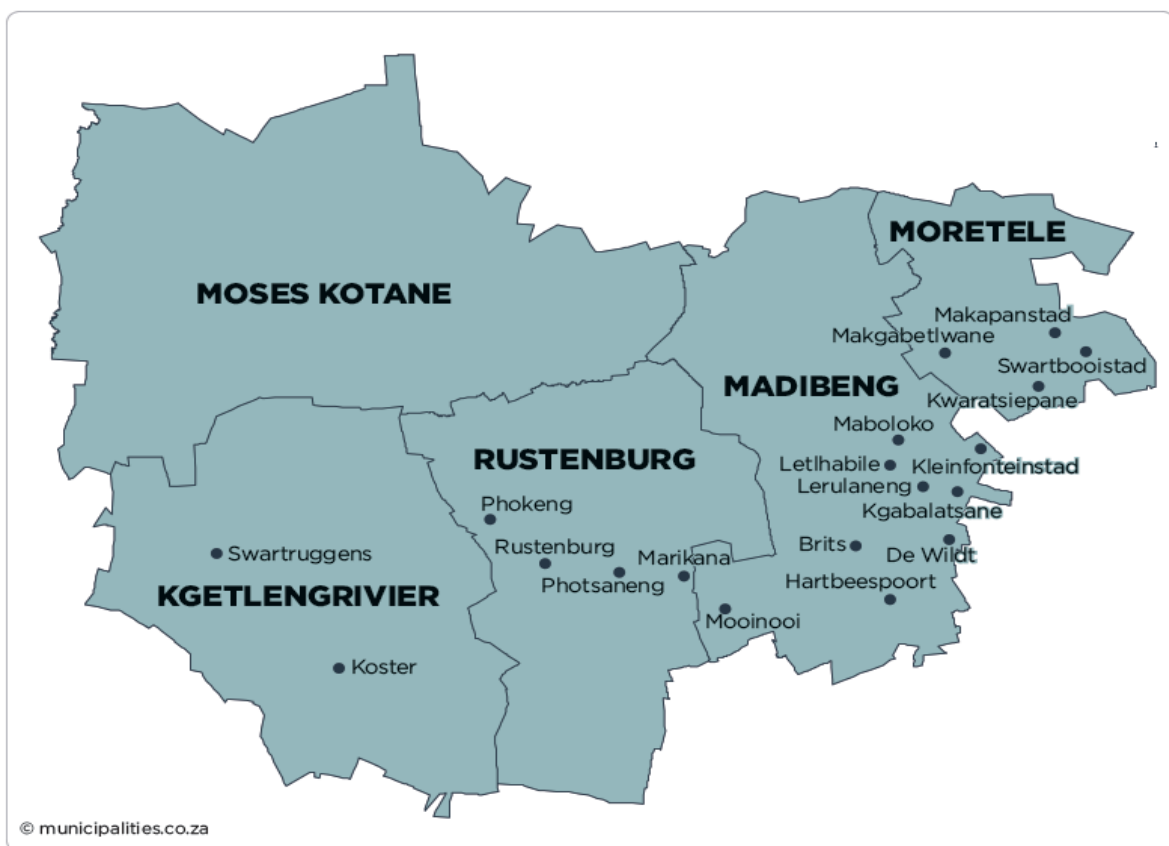 MORETELE
MOSES KOTANE
Makapanstad
Makgabetlwane
Swartbooistad
MADIBENG
Kwaratsiepane
Maboloko
RUSTENBURG
Letlhabile
Kleinfonteinstad
Lerulaneng
Phokeng
Kgabalatsane
Swartruggens
Rustenburg
Marikana
Brits
De Wildt
Photsaneng
Hartbeespoort
KGETLENGRIVIER
Mooinooi
Koster
© municipalities.co.za